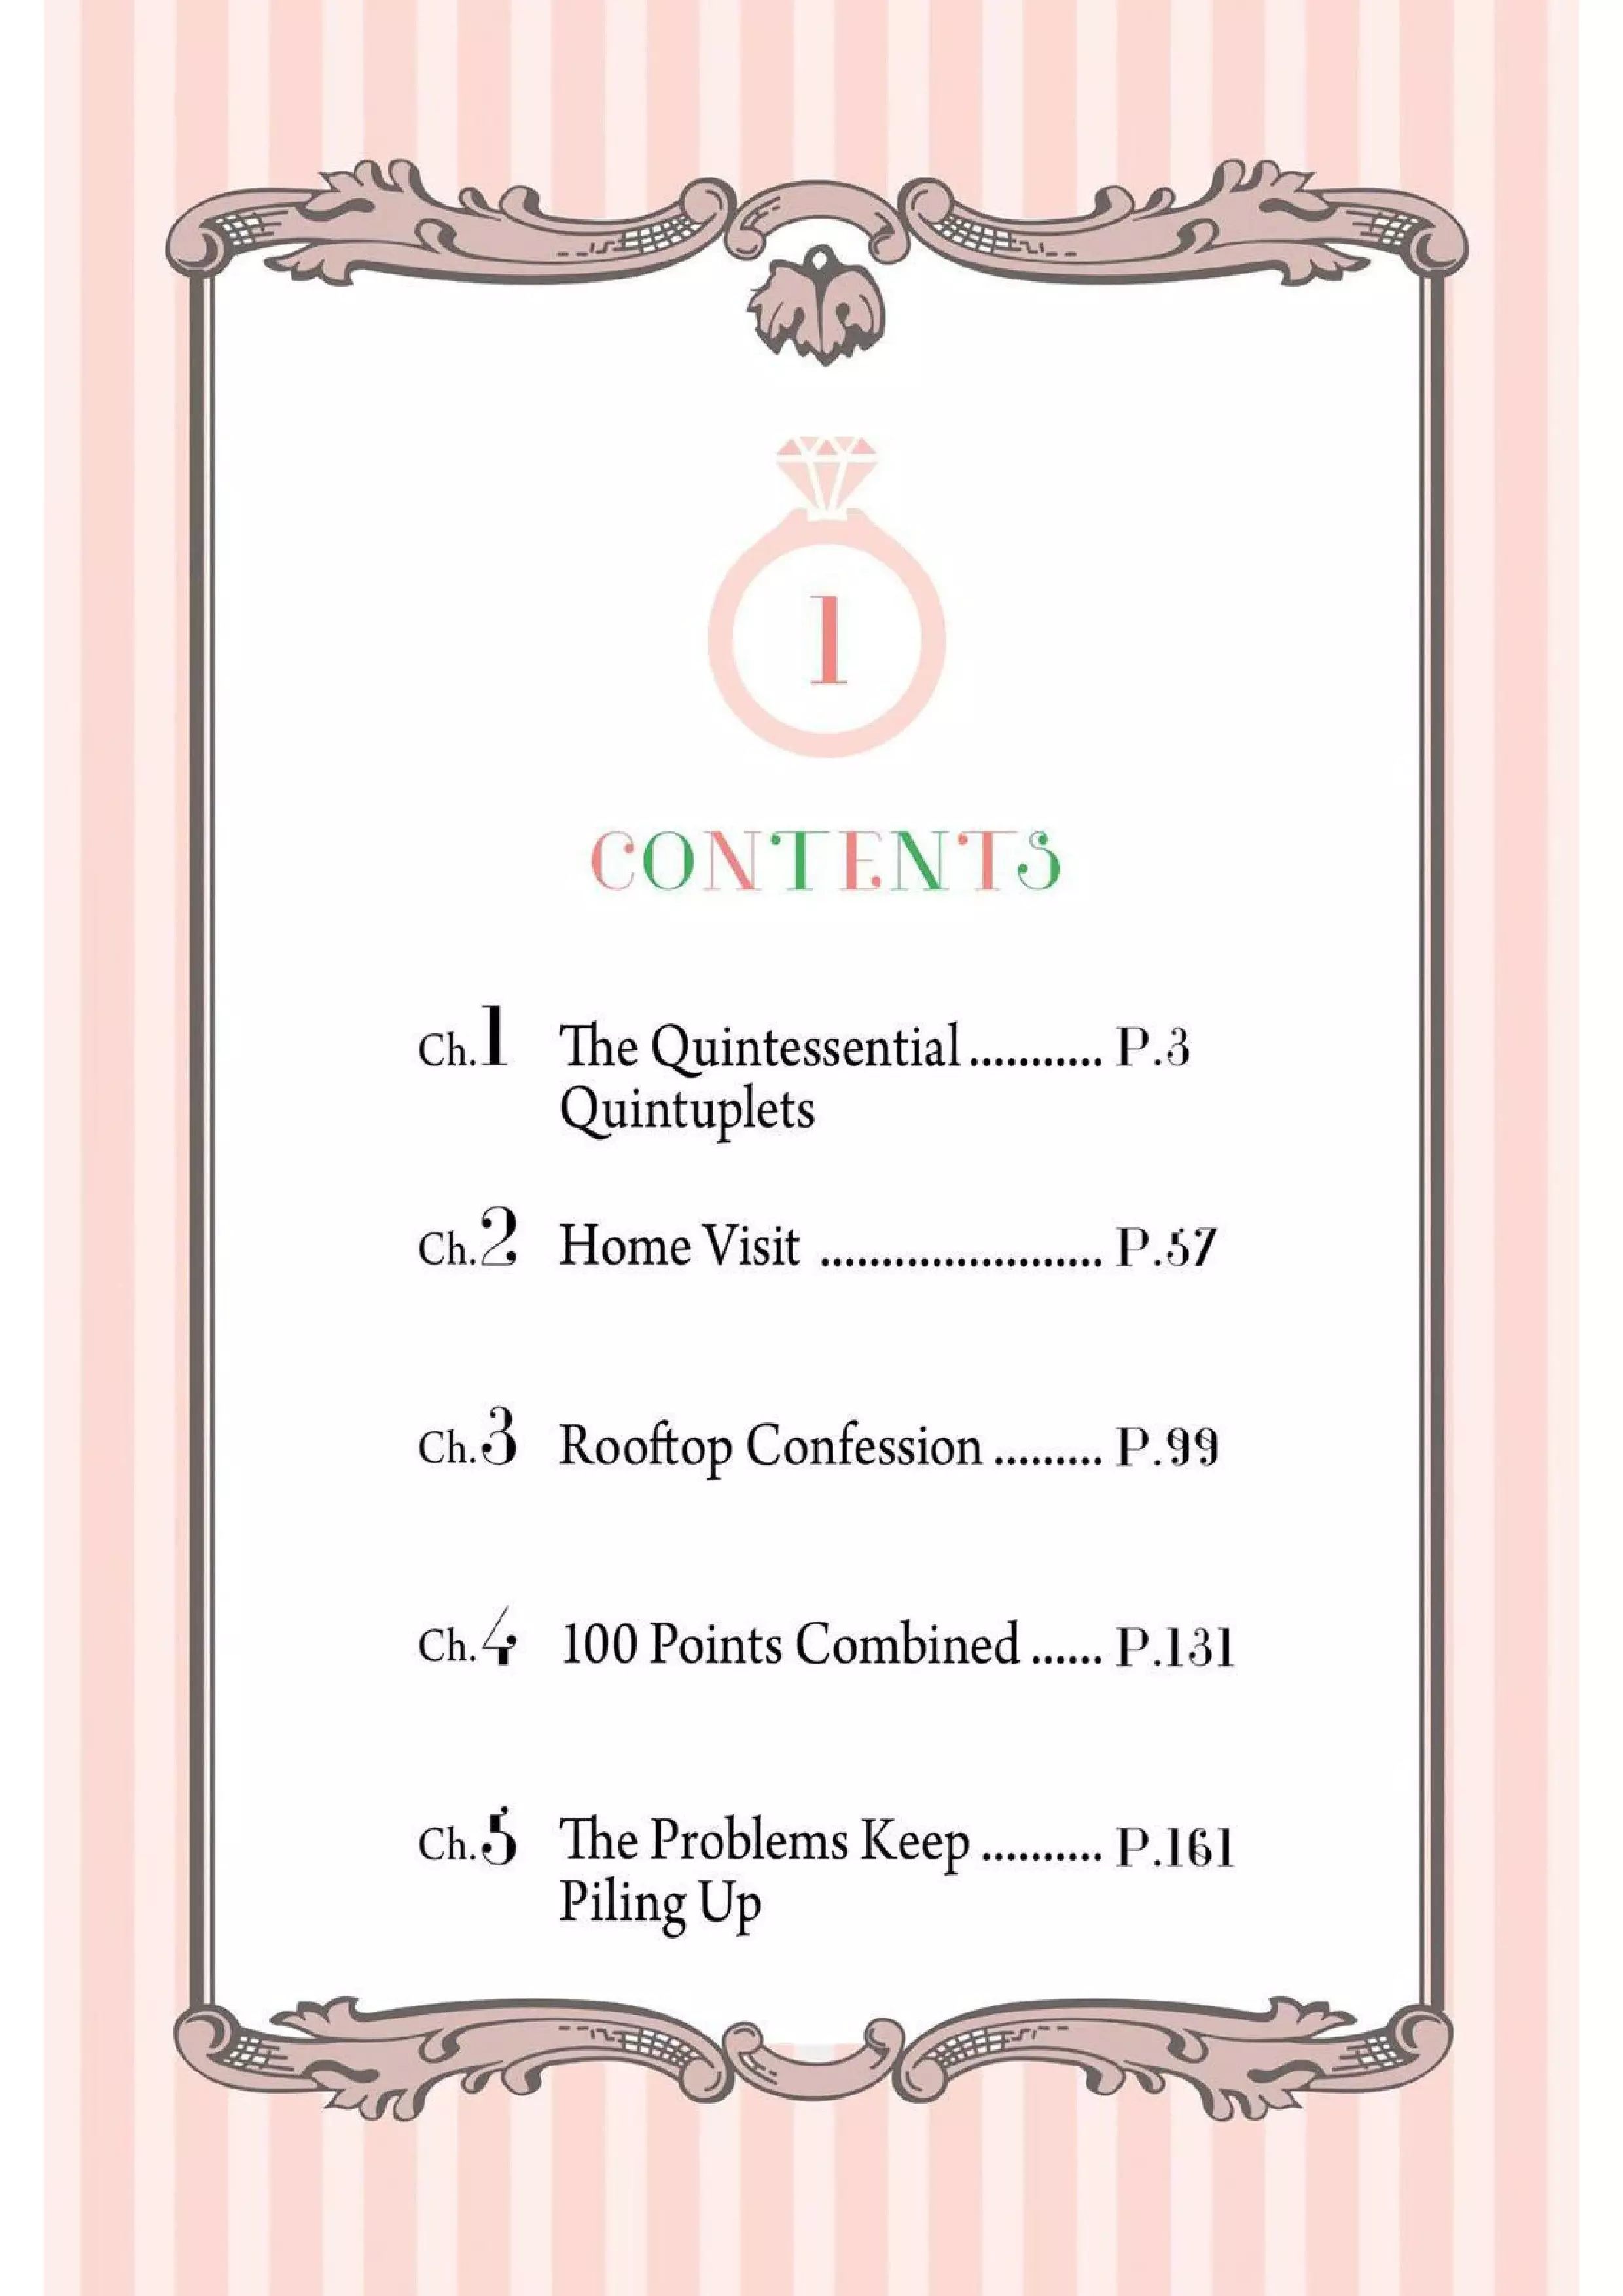 1
CONTENTS
Ch.1 The Quintessential ........... P.3
Quintuplets
Ch.2 Home Visit ....................... P.57
Ch.3 Rooftop Confession ......... P.99
Ch.4 100 Points Combined ...... P.131
Ch.5 The Problems Keep .......... P.161
Piling Up